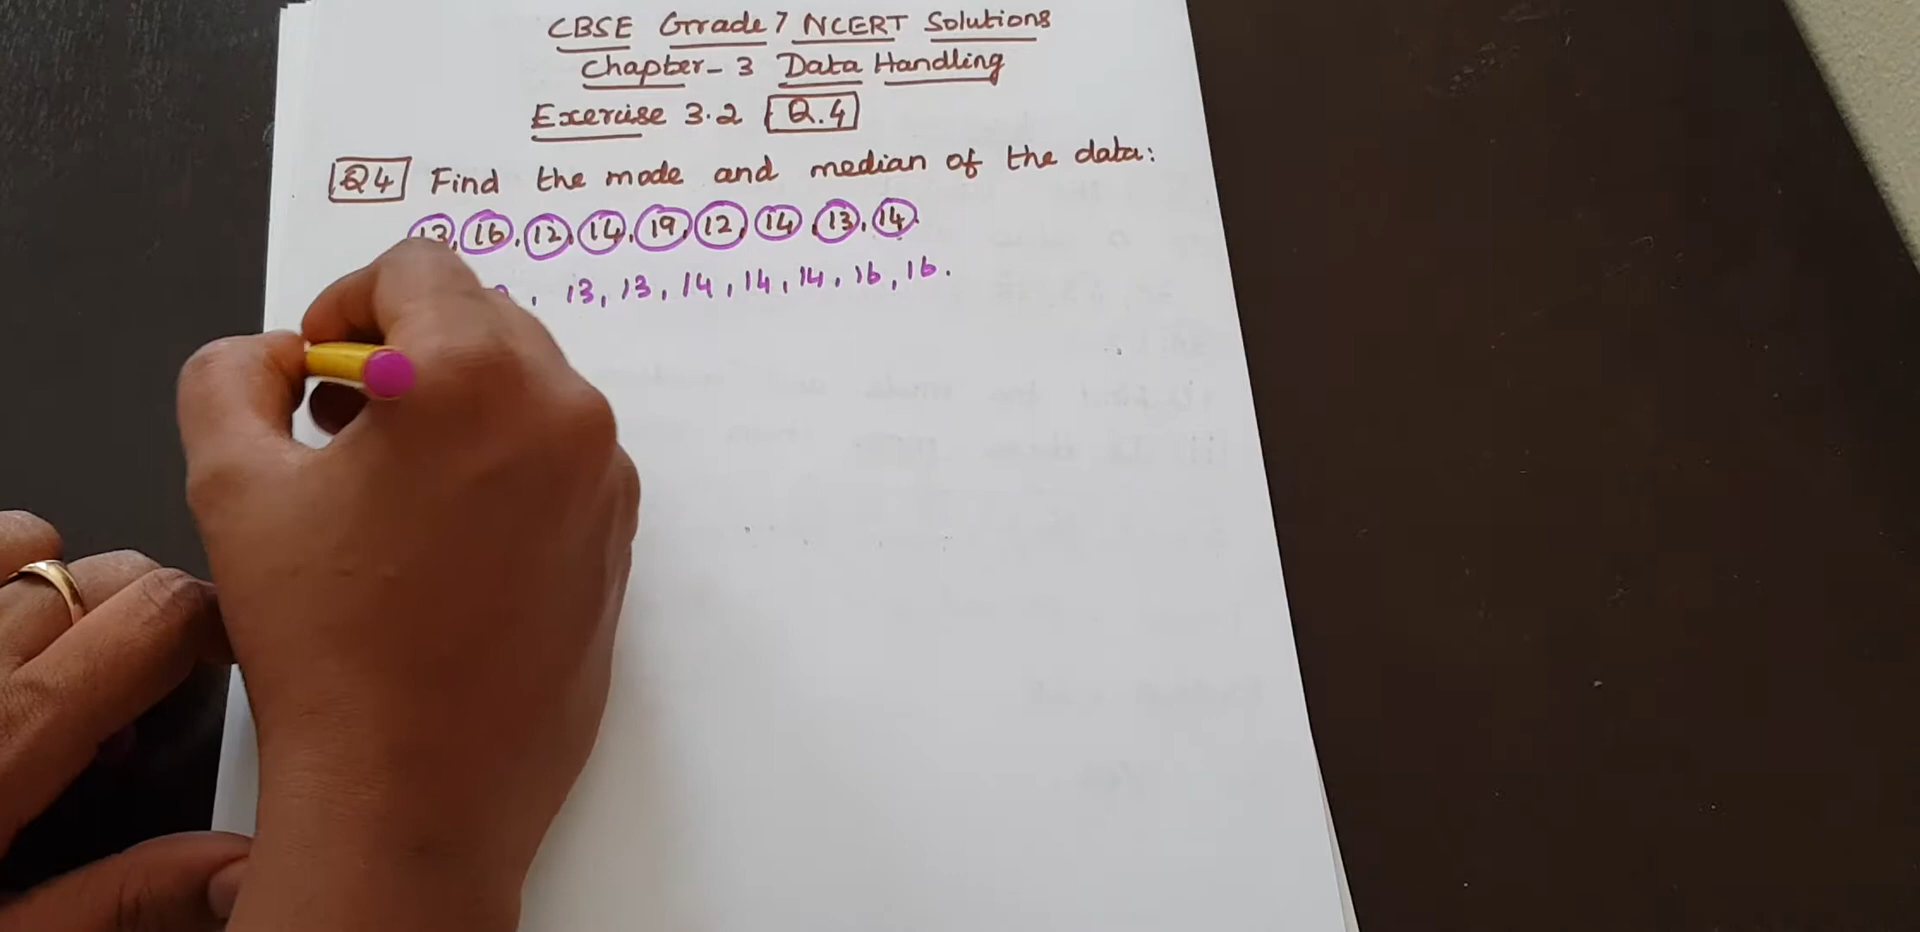 CBSE Grade 7 NCERT Solutions
Chapter-3 Data Handling
Exercise 3.2 Q.4
Q4 Find the mode and median of the data:
13, 16, 12, 14, 19, 12, 14, 13, 14.
, 13, 13, 14, 14, 14, 16, 16.